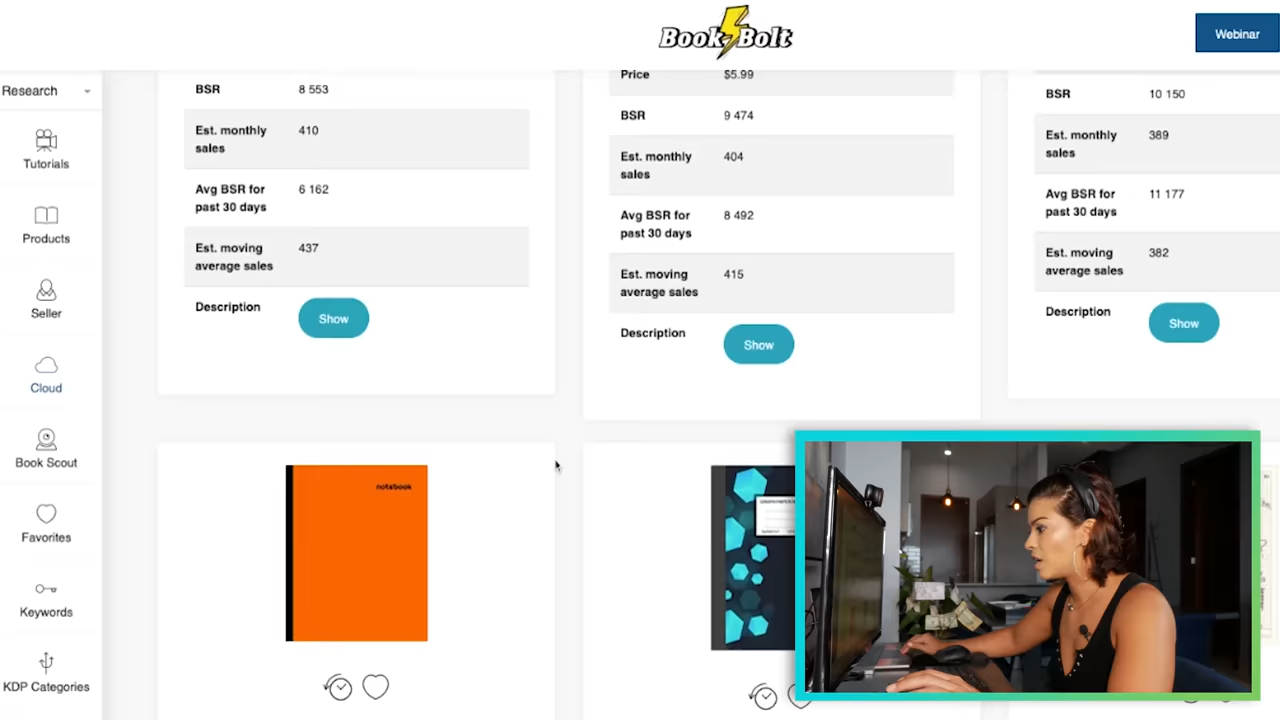 Book Bolt
Webinar
Research
Tutorials
Products
Seller
Cloud
Book Scout
Favorites
Keywords
KDP Categories
BSR 8 553
Est. monthly 410
sales
Avg BSR for 6 162
past 30 days
Est. moving 437
average sales
Description Show
Price $5.99
BSR 9 474
Est. monthly 404
sales
Avg BSR for 8 492
past 30 days
Est. moving 415
average sales
Description Show
BSR 10 150
Est. monthly 389
sales
Avg BSR for 11 177
past 30 days
Est. moving 382
average sales
Description Show
notebook